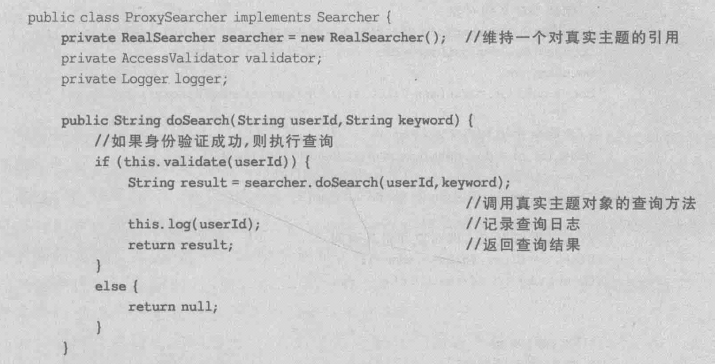 public class ProxySearcher implements Searcher {
    private RealSearcher searcher = new RealSearcher();  //维持一个对真实主题的引用
    private AccessValidator validator;
    private Logger logger;

    public String doSearch(String userId,String keyword) {
        //如果身份验证成功,则执行查询
        if (this.validate(userId)) {
            String result = searcher.doSearch(userId,keyword);
                                                    //调用真实主题对象的查询方法
            this.log(userId);                       //记录查询日志
            return result;                          //返回查询结果
        }
        else {
            return null;
        }
    }